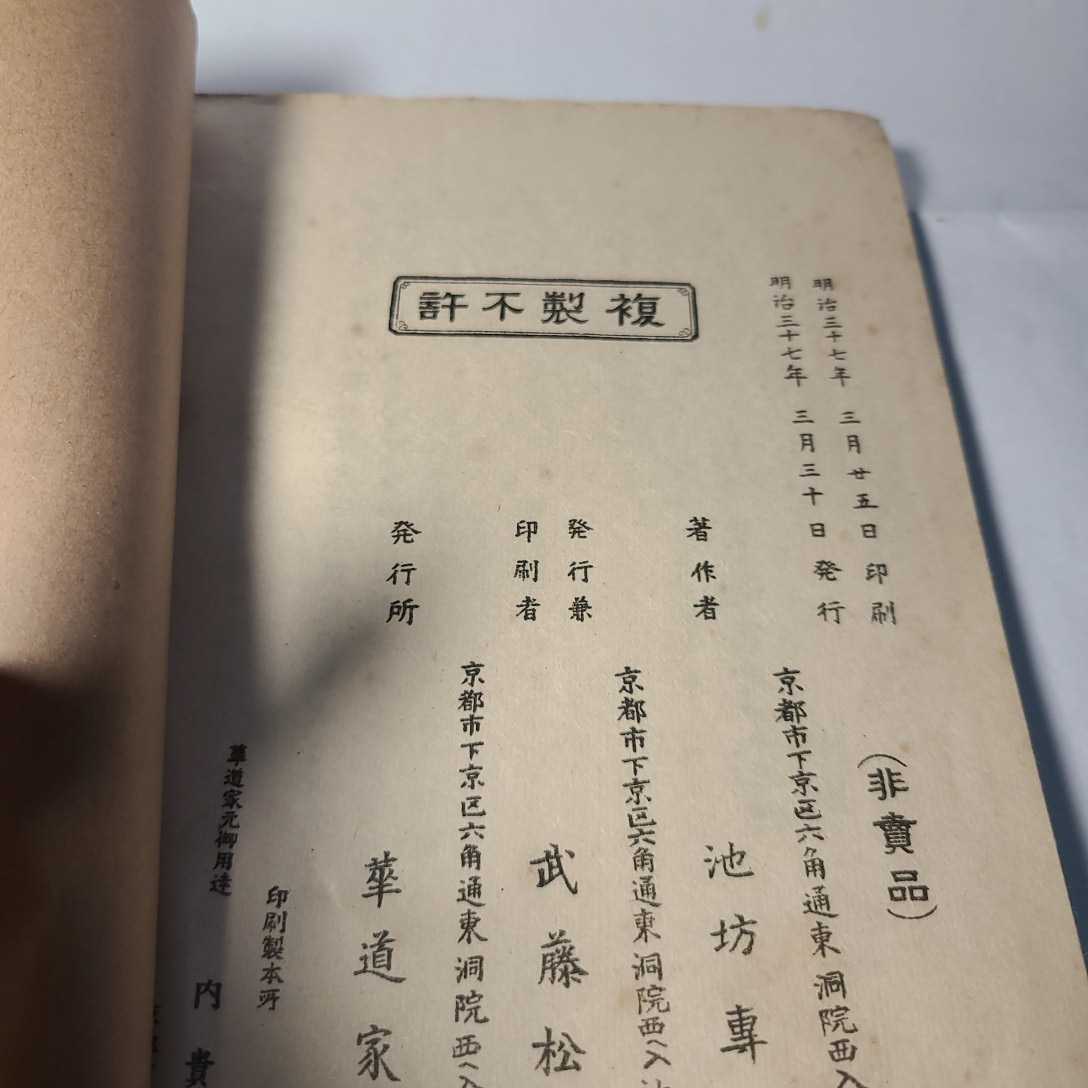 複製不許
明治三十七年三月廿五日印刷
明治三十七年三月三十日発行
(非賣品)
京都市下京区六角通東洞院西入
著作者
池坊専
京都市下京区六角通東洞院西入
発行兼
印刷者
武藤松
京都市下京区六角通東洞院西入
発行所
華道家
印刷製本所
華道家元御用達
内貴